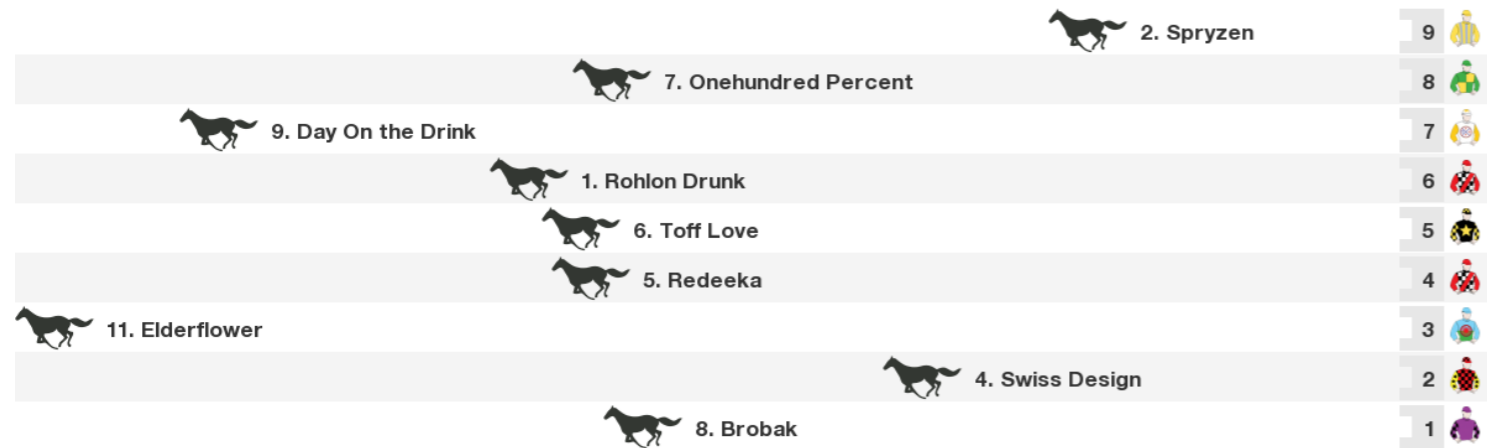 2. Spryzen 9
7. Onehundred Percent 8
9. Day On the Drink 7
1. Rohlon Drunk 6
6. Toff Love 5
5. Redeeka 4
11. Elderflower 3
4. Swiss Design 2
8. Brobak 1